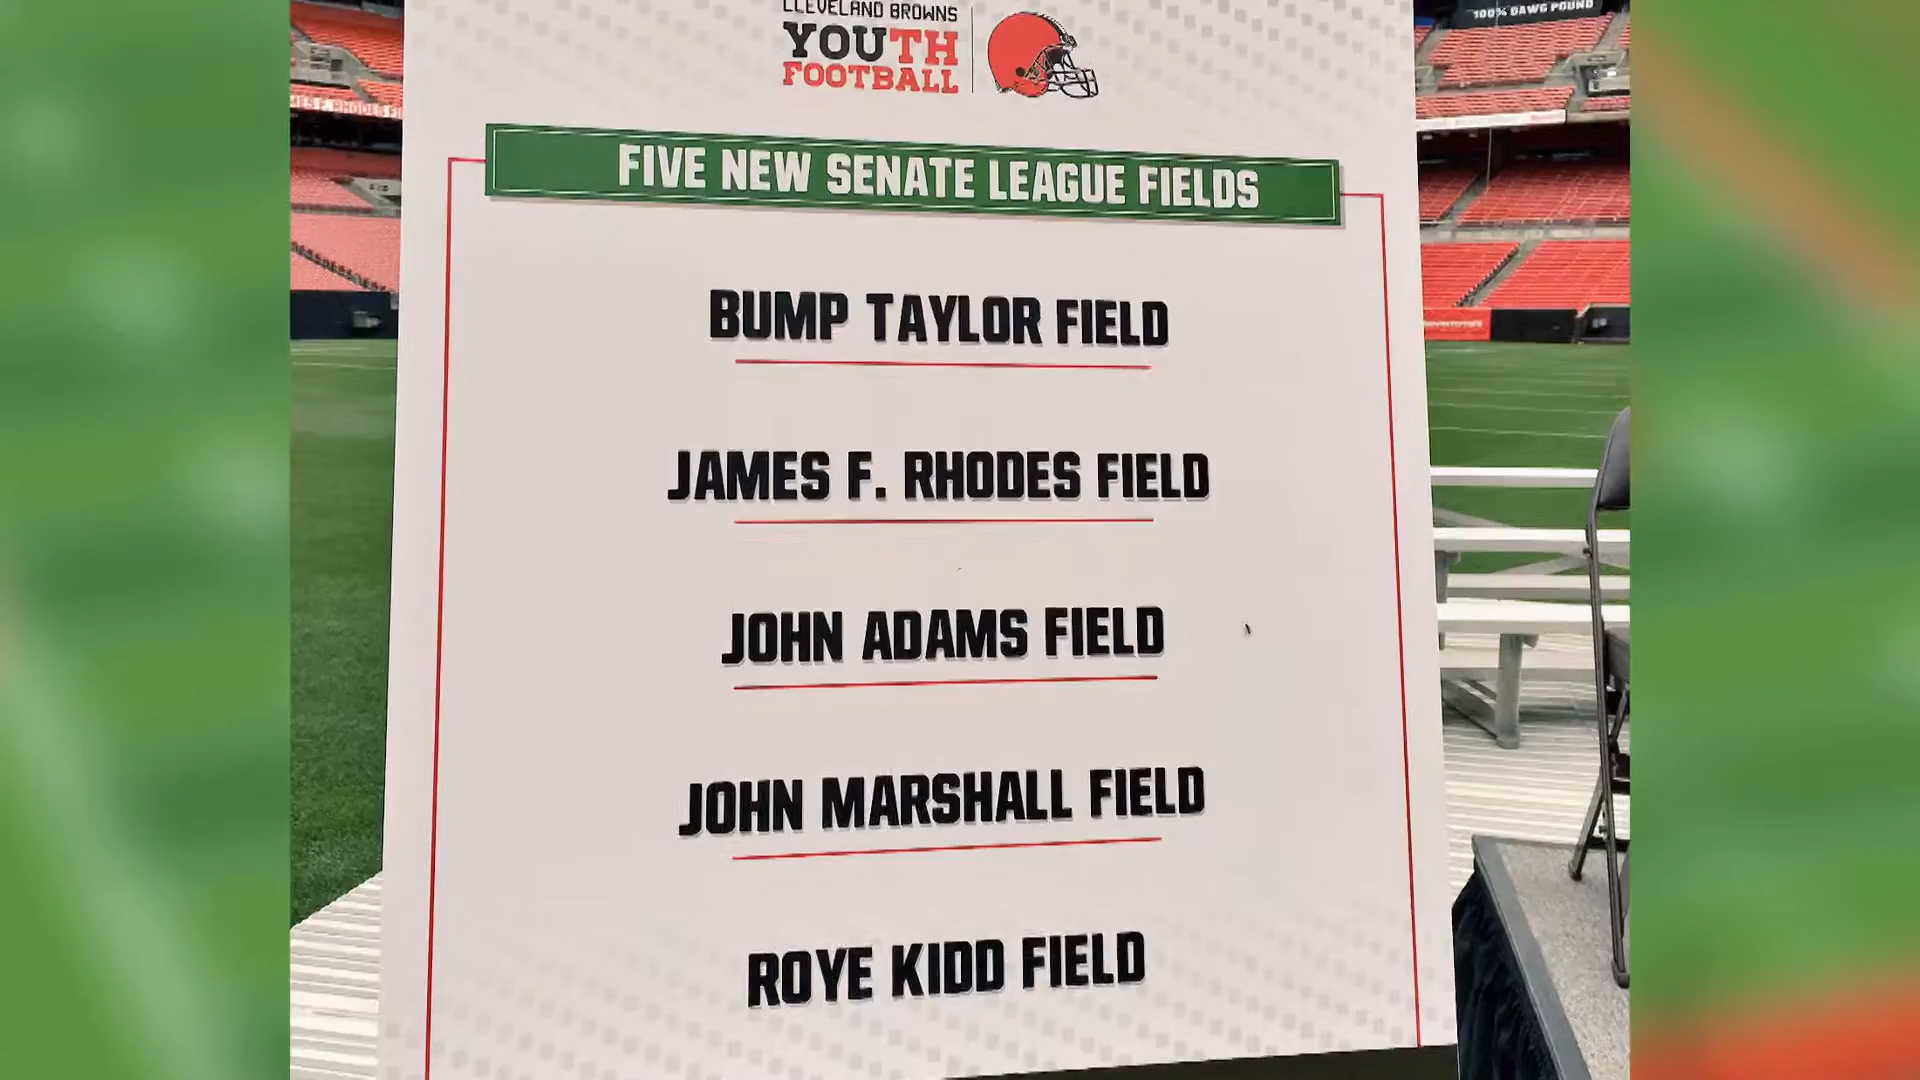 CLEVELAND BROWNS
YOUTH
FOOTBALL
100% DAWG POUND
FIVE NEW SENATE LEAGUE FIELDS
BUMP TAYLOR FIELD
JAMES F. RHODES FIELD
JOHN ADAMS FIELD
JOHN MARSHALL FIELD
ROYE KIDD FIELD